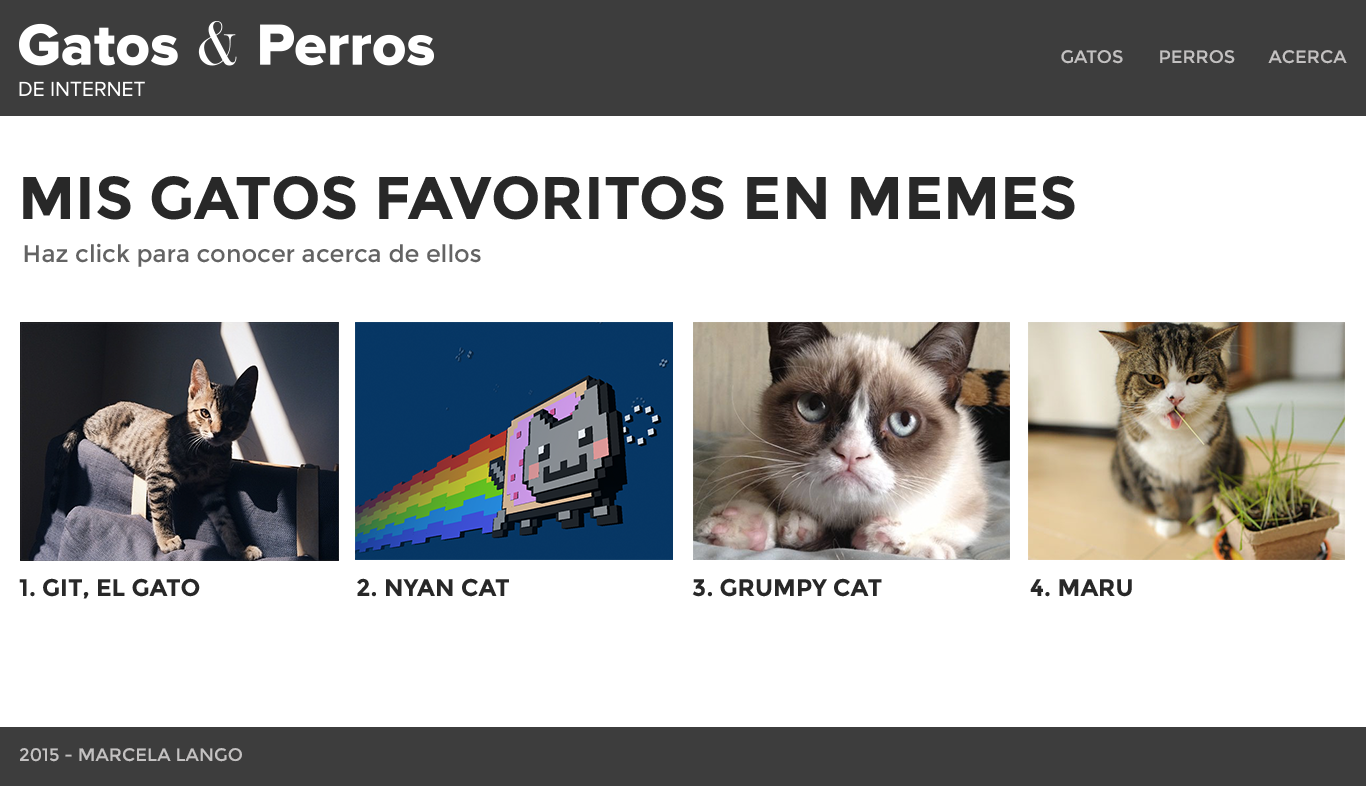 Gatos & Perros
DE INTERNET
GATOS PERROS ACERCA
MIS GATOS FAVORITOS EN MEMES
Haz click para conocer acerca de ellos
1. GIT, EL GATO
2. NYAN CAT
3. GRUMPY CAT
4. MARU
2015 - MARCELA LANGO